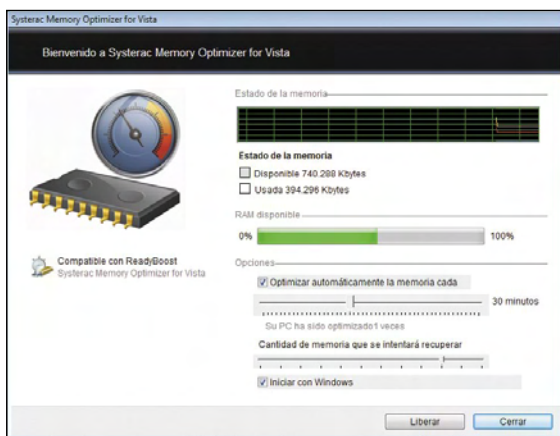 Systerac Memory Optimizer for Vista
Bienvenido a Systerac Memory Optimizer for Vista
Estado de la memoria
Estado de la memoria
Disponible 740.288 Kbytes
Usada 394.296 Kbytes
RAM disponible
0%
100%
Compatible con ReadyBoost
Systerac Memory Optimizer for Vista
Opciones
Optimizar automáticamente la memoria cada
30 minutos
Su PC ha sido optimizado1 veces
Cantidad de memoria que se intentará recuperar
Iniciar con Windows
Liberar
Cerrar